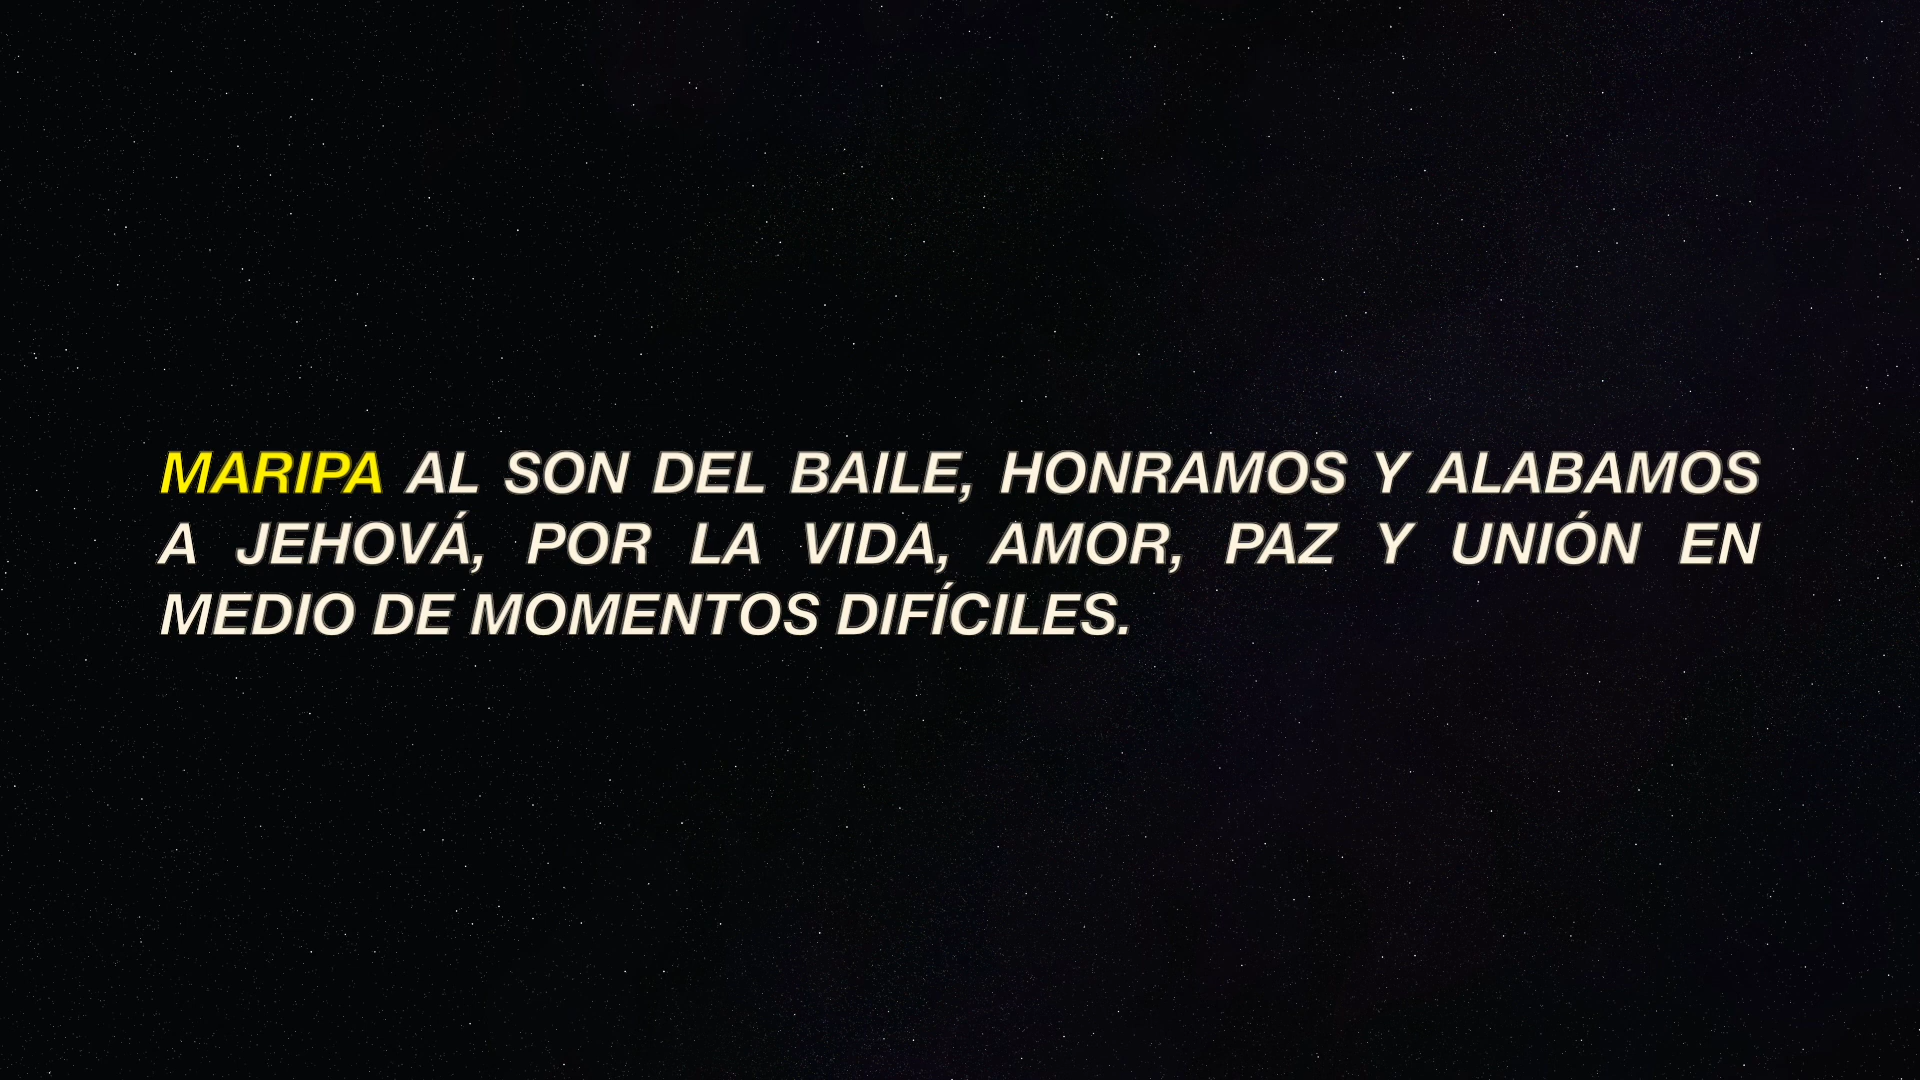 MARIPA AL SON DEL BAILE, HONRAMOS Y ALABAMOS
A JEHOVÁ, POR LA VIDA, AMOR, PAZ Y UNIÓN EN
MEDIO DE MOMENTOS DIFÍCILES.